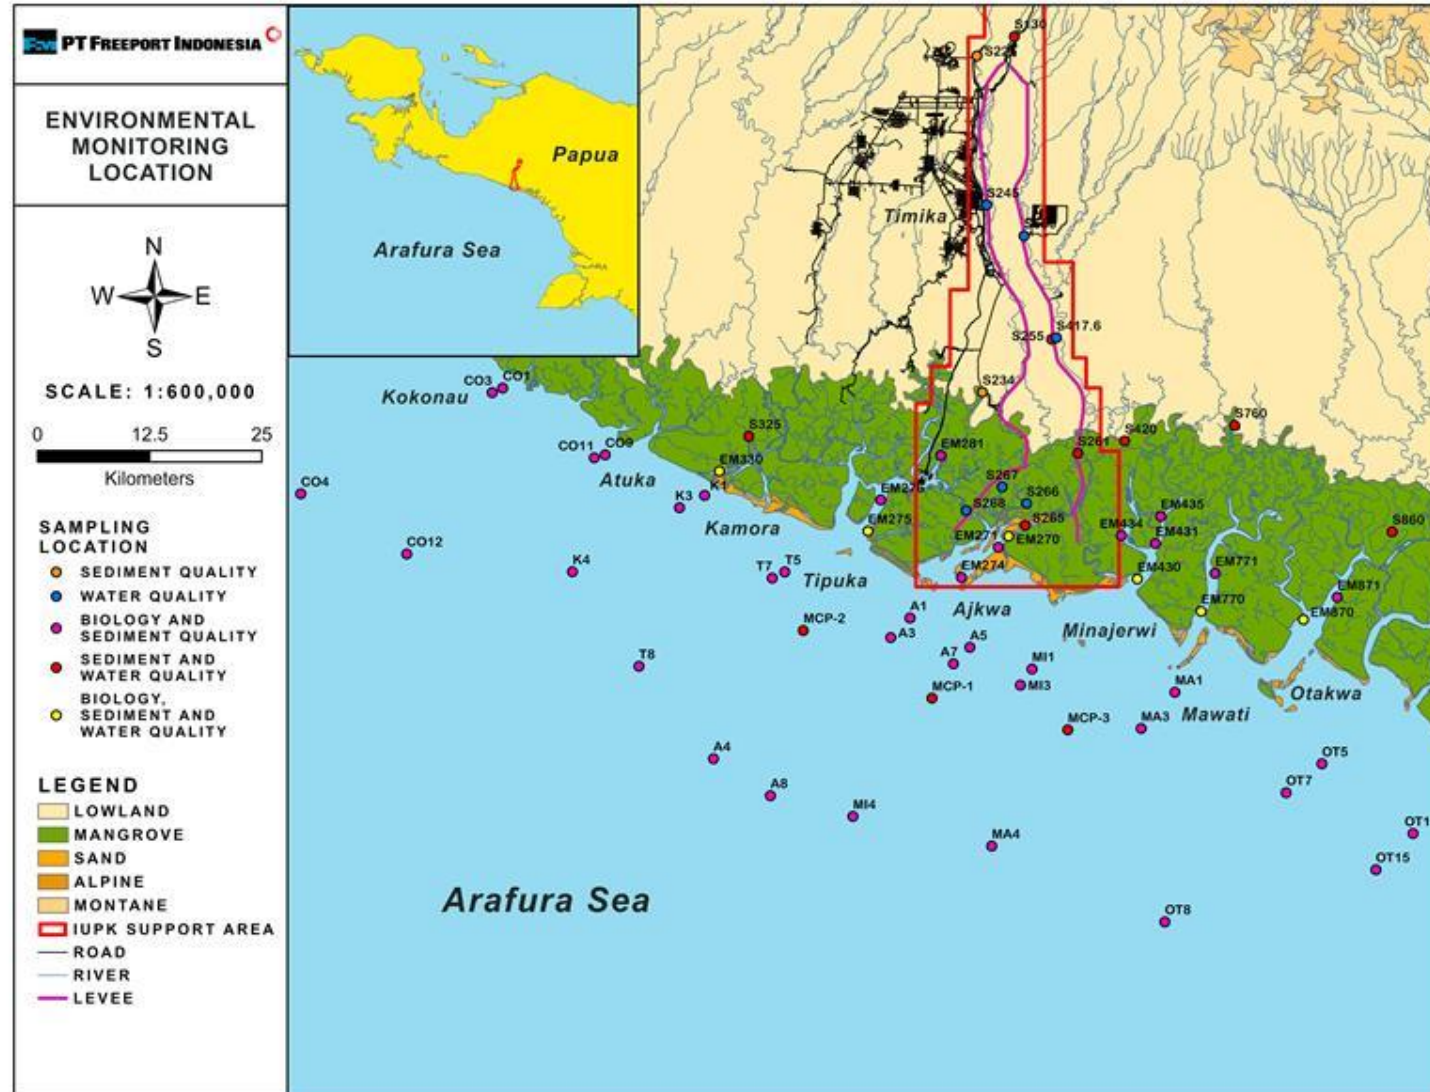 PT FREEPORT INDONESIA
ENVIRONMENTAL
MONITORING
LOCATION
N
W E
S
SCALE: 1:600,000
0 12.5 25
Kilometers
SAMPLING
LOCATION
SEDIMENT QUALITY
WATER QUALITY
BIOLOGY AND
SEDIMENT QUALITY
SEDIMENT AND
WATER QUALITY
BIOLOGY,
SEDIMENT AND
WATER QUALITY
LEGEND
LOWLAND
MANGROVE
SAND
ALPINE
MONTANE
IUPK SUPPORT AREA
ROAD
RIVER
LEVEE
Papua
Arafura Sea
S130
S245
Timika
S255
S417.6
S234
CO3
CO1
Kokonau
S325
S420
S760
S261
CO11
CO9
EM281
Atuka
EM330
CO4
K3
K1
S267
S266
S268
EM435
Kamora
EM275
S265
EM434
EM431
S860
EM271
EM270
CO12
K4
T7
T5
Tipuka
EM274
EM430
EM771
EM871
Ajkwa
EM770
EM870
MCP-2
A1
A3
Minajerwi
A5
A7
T8
MI1
MI3
MCP-1
MA1
Otakwa
Mawati
MCP-3
MA3
A4
OT5
A8
OT7
MI4
MA4
OT15
Arafura Sea
OT8